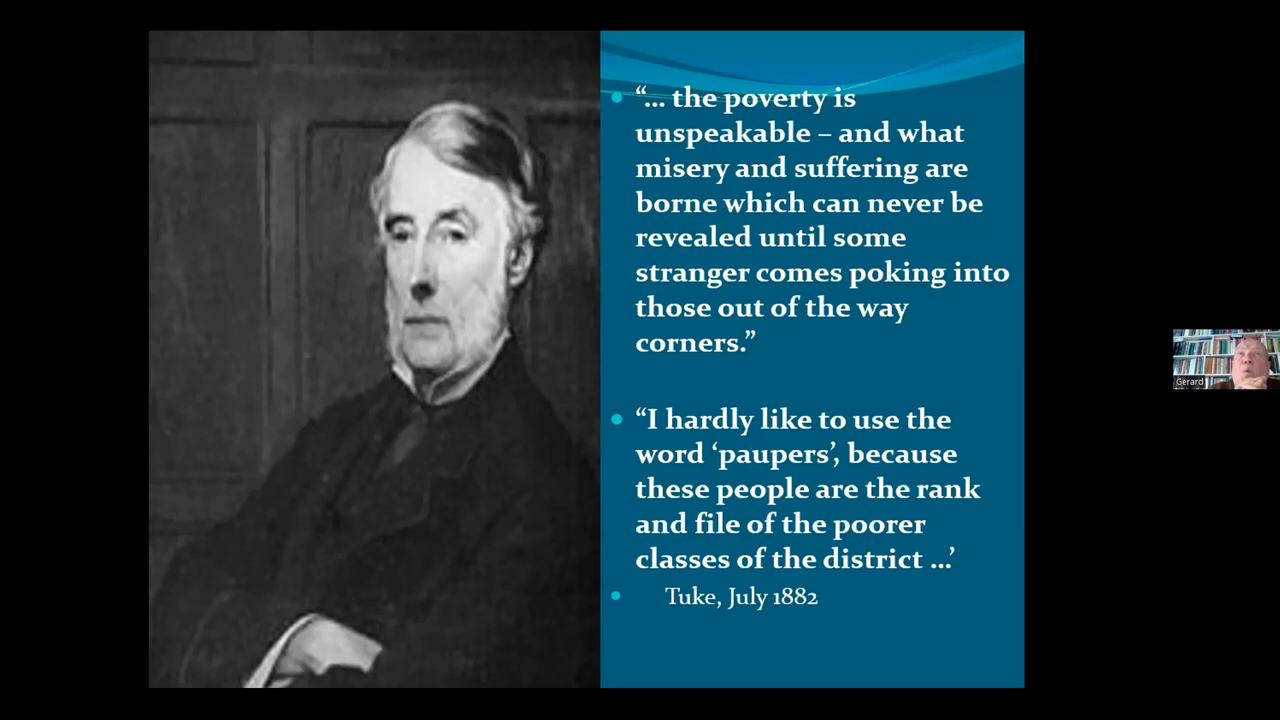 “... the poverty is
unspeakable – and what
misery and suffering are
borne which can never be
revealed until some
stranger comes poking into
those out of the way
corners.”
“I hardly like to use the
word ‘paupers’, because
these people are the rank
and file of the poorer
classes of the district ...’
Tuke, July 1882
Gerard